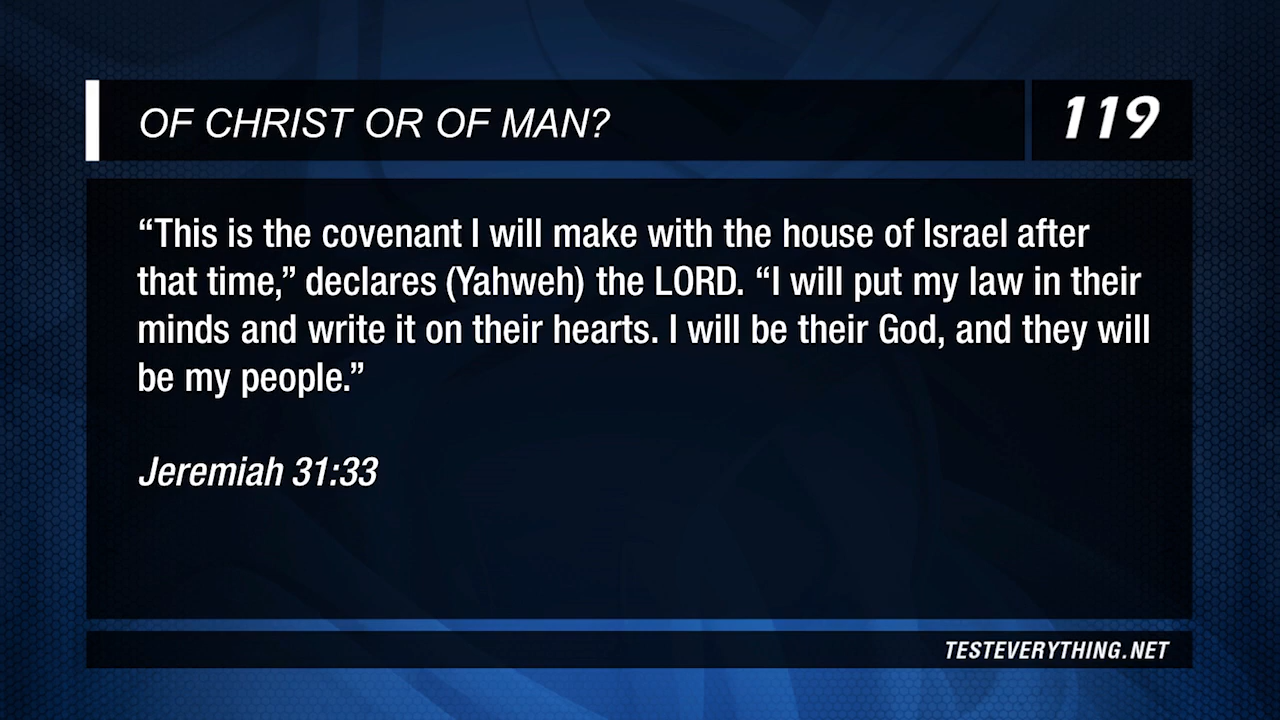 OF CHRIST OR OF MAN?
119
“This is the covenant I will make with the house of Israel after
that time,” declares (Yahweh) the LORD. “I will put my law in their
minds and write it on their hearts. I will be their God, and they will
be my people.”
Jeremiah 31:33
TESTEVERYTHING.NET